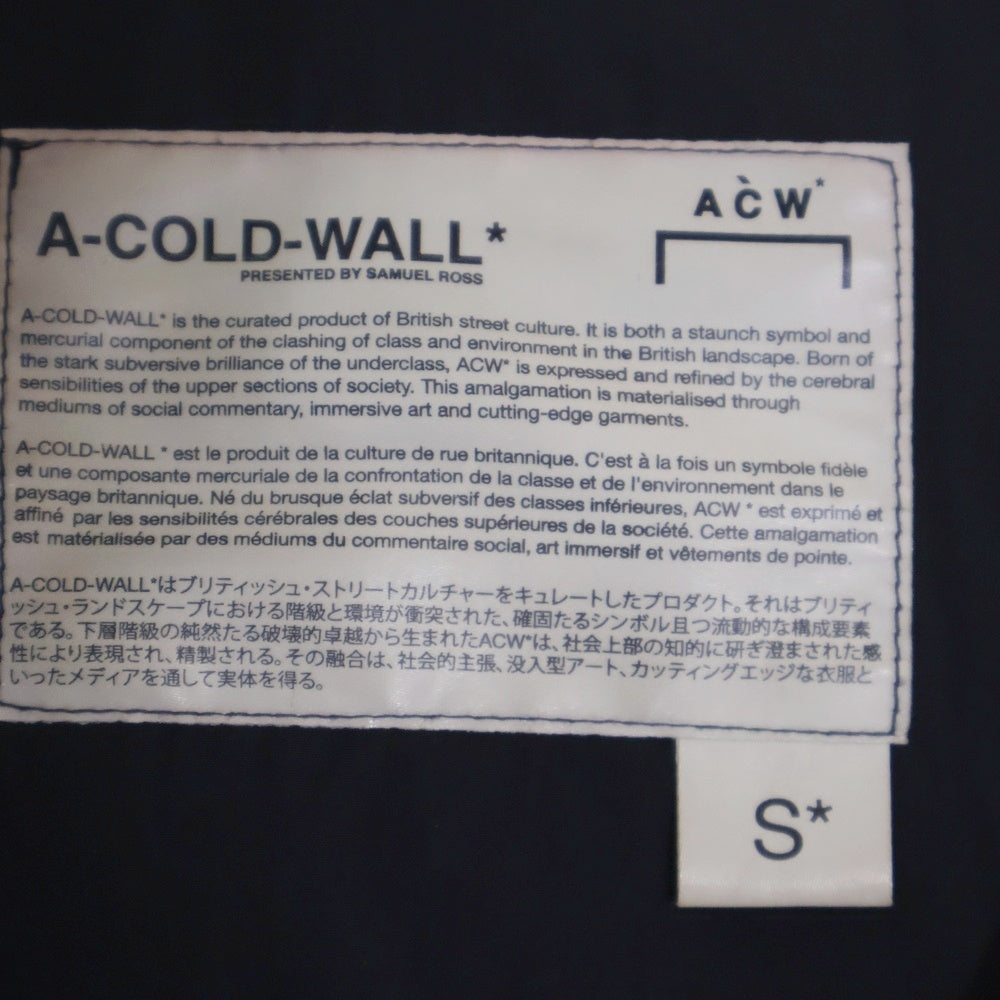 A-COLD-WALL*
PRESENTED BY SAMUEL ROSS
ACẀ*
A-COLD-WALL* is the curated product of British street culture. It is both a staunch symbol and
mercurial component of the clashing of class and environment in the British landscape. Born of
the stark subversive brilliance of the underclass, ACW* is expressed and refined by the cerebral
sensibilities of the upper sections of society. This amalgamation is materialised through
mediums of social commentary, immersive art and cutting-edge garments.
A-COLD-WALL * est le produit de la culture de rue britannique. C'est à la fois un symbole fidèle
et une composante mercuriale de la confrontation de la classe et de l'environnement dans le
paysage britannique. Né du brusque éclat subversif des classes inférieures, ACW * est exprimé et
affiné par les sensibilités cérébrales des couches supérieures de la société. Cette amalgamation
est matérialisée par des médiums du commentaire social, art immersif et vêtements de pointe.
A-COLD-WALL*はブリティッシュ・ストリートカルチャーをキュレートしたプロダクト。それはブリティ
ッシュ・ランドスケープにおける階級と環境が衝突された、確固たるシンボル且つ流動的な構成要素
である。下層階級の純然たる破壊的卓越から生まれたACW*は、社会上部の知的に研ぎ澄まされた感
性により表現され、精製される。その融合は、社会的主張、没入型アート、カッティングエッジな衣服と
いったメディアを通して実体を得る。
S*